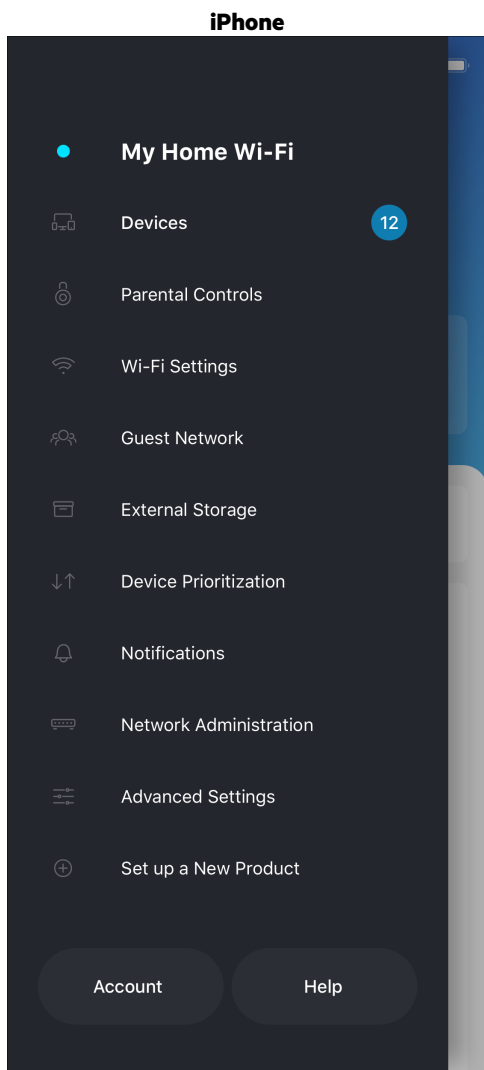 iPhone
My Home Wi-Fi
Devices 12
Parental Controls
Wi-Fi Settings
Guest Network
External Storage
Device Prioritization
Notifications
Network Administration
Advanced Settings
Set up a New Product
Account Help